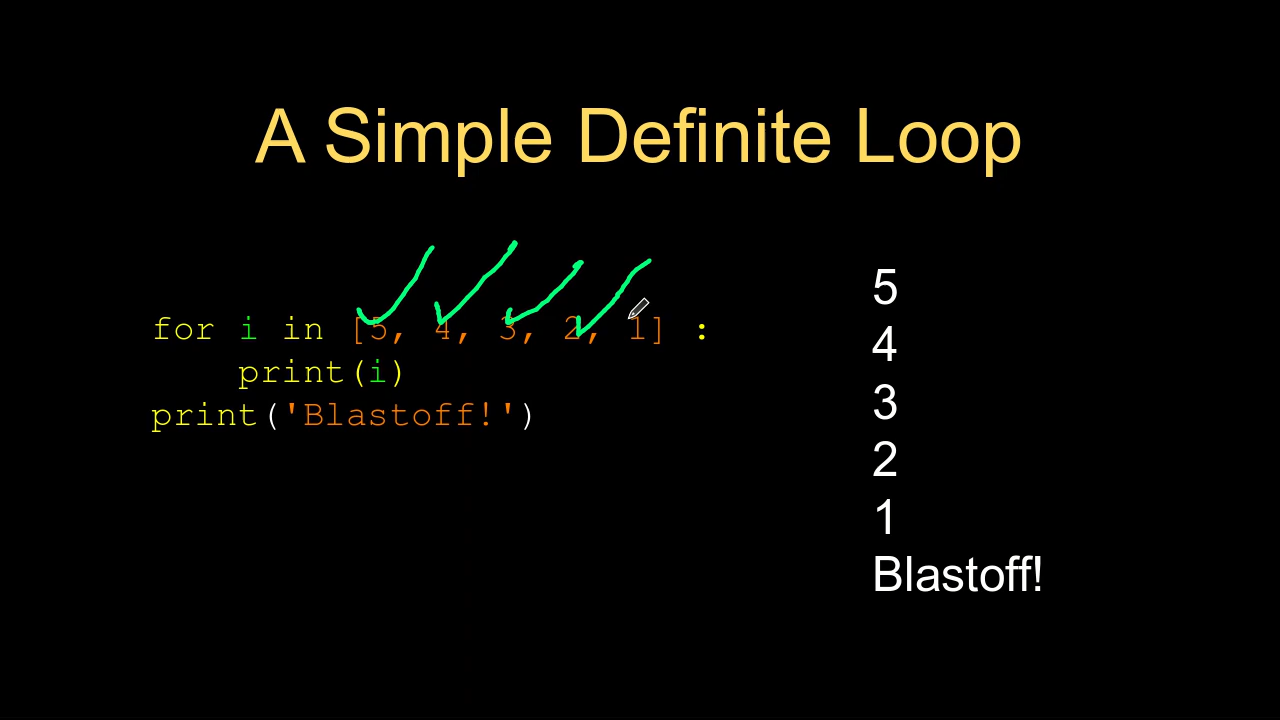 A Simple Definite Loop
for i in [5, 4, 3, 2, 1] :
    print(i)
print('Blastoff!')
5
4
3
2
1
Blastoff!